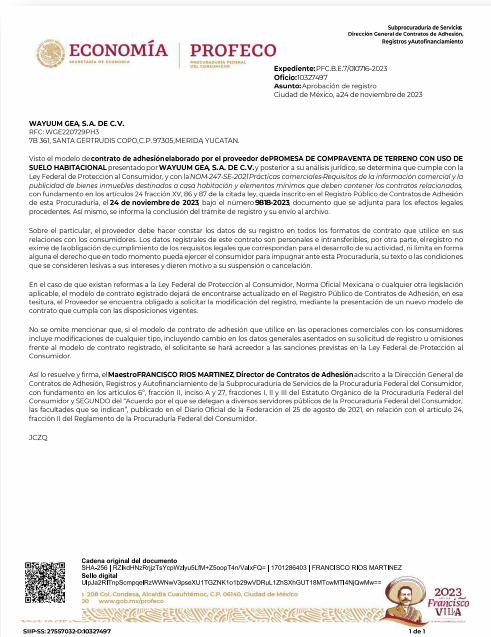 Subprocuraduría de Servicios
Dirección General de Contratos de Adhesión,
Registros yAutofinanciamiento
ECONOMÍA
SECRETARÍA DE ECONOMÍA
PROFECO
PROCURADURÍA FEDERAL
DEL CONSUMIDOR
Expediente:PFC.B.E.7/010716-2023
Oficio:10327497
Asunto:Aprobación de registro
Ciudad de México, a24 de noviembre de 2023
WAYUUM GEA, S.A. DE C.V.
RFC: WGE220729PH3
7B 361, SANTA GERTRUDIS COPO,C.P. 97305,MERIDA, YUCATAN.
Visto el modelo de contrato de adhesiónelaborado por el proveedor dePROMESA DE COMPRAVENTA DE TERRENO CON USO DE
SUELO HABITACIONAL presentado por WAYUUM GEA, S.A. DE C.V. y posterior a su análisis jurídico, se determina que cumple con la
Ley Federal de Protección al Consumidor, y con la NOM-247-SE-2021Prácticas comerciales-Requisitos de la información comercial y la
publicidad de bienes inmuebles destinados a casa habitación y elementos mínimos que deben contener los contratos relacionados,
con fundamento en los artículos 24 fracción XV, 86 y 87 de la citada ley, queda inscrito en el Registro Público de Contratos de Adhesión
de esta Procuraduría, el 24 de noviembre de 2023, bajo el número 9818-2023, documento que se adjunta para los efectos legales
procedentes. Así mismo, se informa la conclusión del trámite de registro y su envío al archivo.
Sobre el particular, el proveedor debe hacer constar los datos de su registro en todos los formatos de contrato que utilice en sus
relaciones con los consumidores. Los datos registrales de este contrato son personales e intransferibles, por otra parte, el registro no
exime de la obligación de cumplimiento de los requisitos legales que correspondan para el desarrollo de su actividad, ni limita en forma
alguna el derecho que en todo momento pueda ejercer el consumidor para impugnar ante esta Procuraduría, su texto o las condiciones
que se consideren lesivas a sus intereses y dieren motivo a su suspensión o cancelación.
En el caso de que existan reformas a la Ley Federal de Protección al Consumidor, Norma Oficial Mexicana o cualquier otra legislación
aplicable, el modelo de contrato registrado dejará de encontrarse actualizado en el Registro Público de Contratos de Adhesión, en esa
tesitura, el Proveedor se encuentra obligado a solicitar la modificación del registro, mediante la presentación de un nuevo modelo de
contrato que cumpla con las disposiciones vigentes.
No se omite mencionar que, si el modelo de contrato de adhesión que utilice en las operaciones comerciales con los consumidores
incluye modificaciones de cualquier tipo, incluyendo cambio en los datos generales asentados en su solicitud de registro u omisiones
frente al modelo de contrato registrado, el solicitante se hará acreedor a las sanciones previstas en la Ley Federal de Protección al
Consumidor.
Así lo resuelve y firma, el MaestroFRANCISCO RIOS MARTINEZ, Director de Contratos de Adhesión adscrito a la Dirección General de
Contratos de Adhesión, Registros y Autofinanciamiento de la Subprocuraduría de Servicios de la Procuraduría Federal del Consumidor,
con fundamento en los artículos 6°, fracción II, inciso A y 27, fracciones I, II y III del Estatuto Orgánico de la Procuraduría Federal del
Consumidor y SEGUNDO del "Acuerdo por el que se delegan a diversos servidores públicos de la Procuraduría Federal del Consumidor,
las facultades que se indican", publicado en el Diario Oficial de la Federación el 25 de agosto de 2021, en relación con el artículo 24,
fracción II del Reglamento de la Procuraduría Federal del Consumidor.
JCZQ
Cadena original del documento
SHA-256 | 1701286403 | FRANCISCO RIOS MARTINEZ
Sello digital
208 Col. Condesa, Alcaldía Cuauhtémoc, C.P. 06140, Ciudad de México
00 www.gob.mx/profeco
2023
Francisco
VILLA
SIIP-SS:27557032-D:10327497
1 de 1